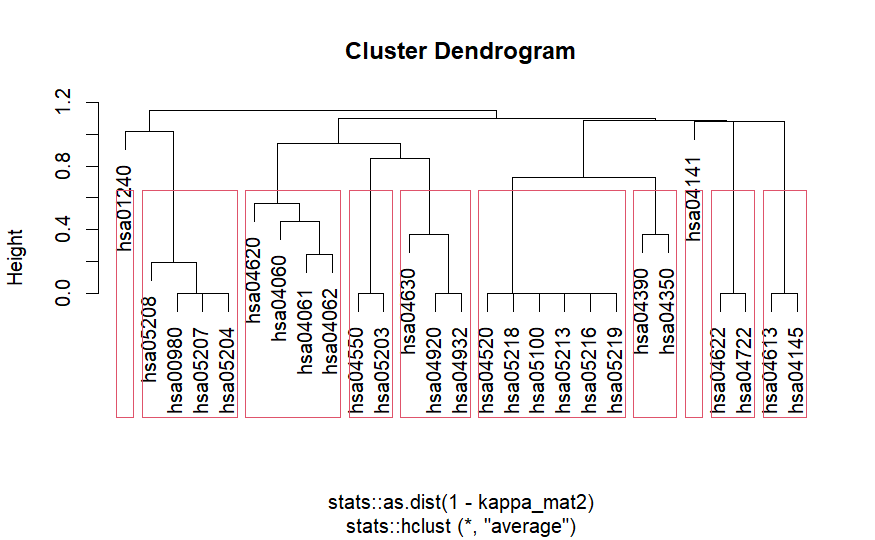 Cluster Dendrogram
Height
1.2
0.8
0.4
0.0
hsa01240
hsa05208
hsa00980
hsa05207
hsa05204
hsa04620
hsa04060
hsa04061
hsa04062
hsa04550
hsa05203
hsa04630
hsa04920
hsa04932
hsa04520
hsa05218
hsa05100
hsa05213
hsa05216
hsa05219
hsa04390
hsa04350
hsa04141
hsa04622
hsa04722
hsa04613
hsa04145
stats::as.dist(1 - kappa_mat2)
stats::hclust (*, "average")